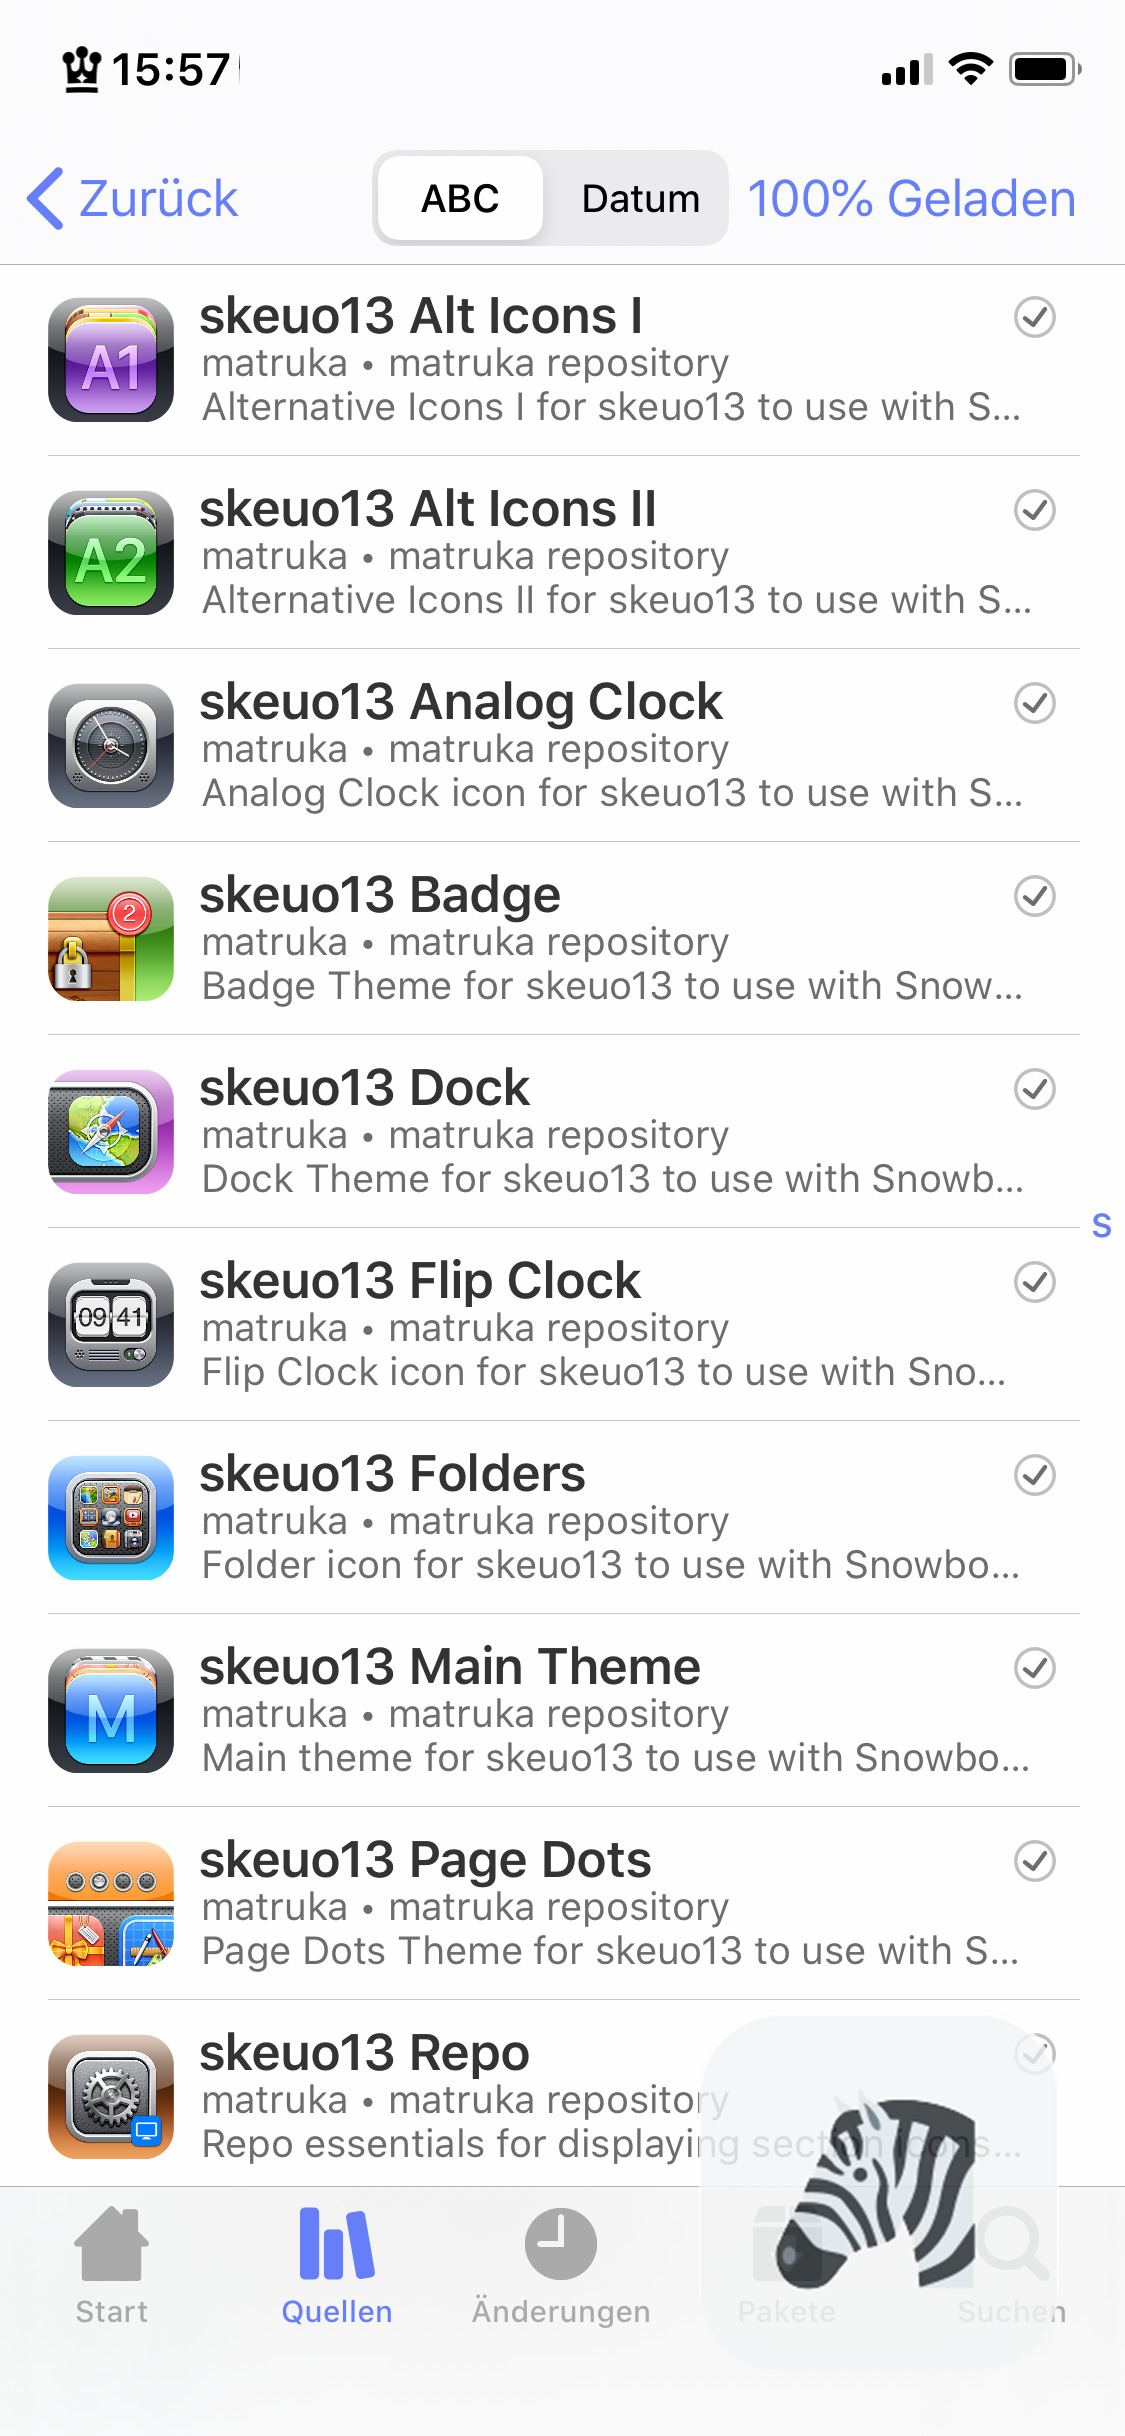 15:57
Zurück
ABC
Datum
100% Geladen
A1
skeuo13 Alt Icons I
matruka • matruka repository
Alternative Icons I for skeuo13 to use with S...
A2
skeuo13 Alt Icons II
matruka • matruka repository
Alternative Icons II for skeuo13 to use with S...
skeuo13 Analog Clock
matruka • matruka repository
Analog Clock icon for skeuo13 to use with S...
2
skeuo13 Badge
matruka • matruka repository
Badge Theme for skeuo13 to use with Snow...
skeuo13 Dock
matruka • matruka repository
Dock Theme for skeuo13 to use with Snowb...
S
09 41
skeuo13 Flip Clock
matruka • matruka repository
Flip Clock icon for skeuo13 to use with Sno...
skeuo13 Folders
matruka • matruka repository
Folder icon for skeuo13 to use with Snowbo...
M
skeuo13 Main Theme
matruka • matruka repository
Main theme for skeuo13 to use with Snowbo...
skeuo13 Page Dots
matruka • matruka repository
Page Dots Theme for skeuo13 to use with S...
skeuo13 Repo
matruka • matruka repository
Repo essentials for displaying section icons...
Start
Quellen
Änderungen
Pakete
Suchen